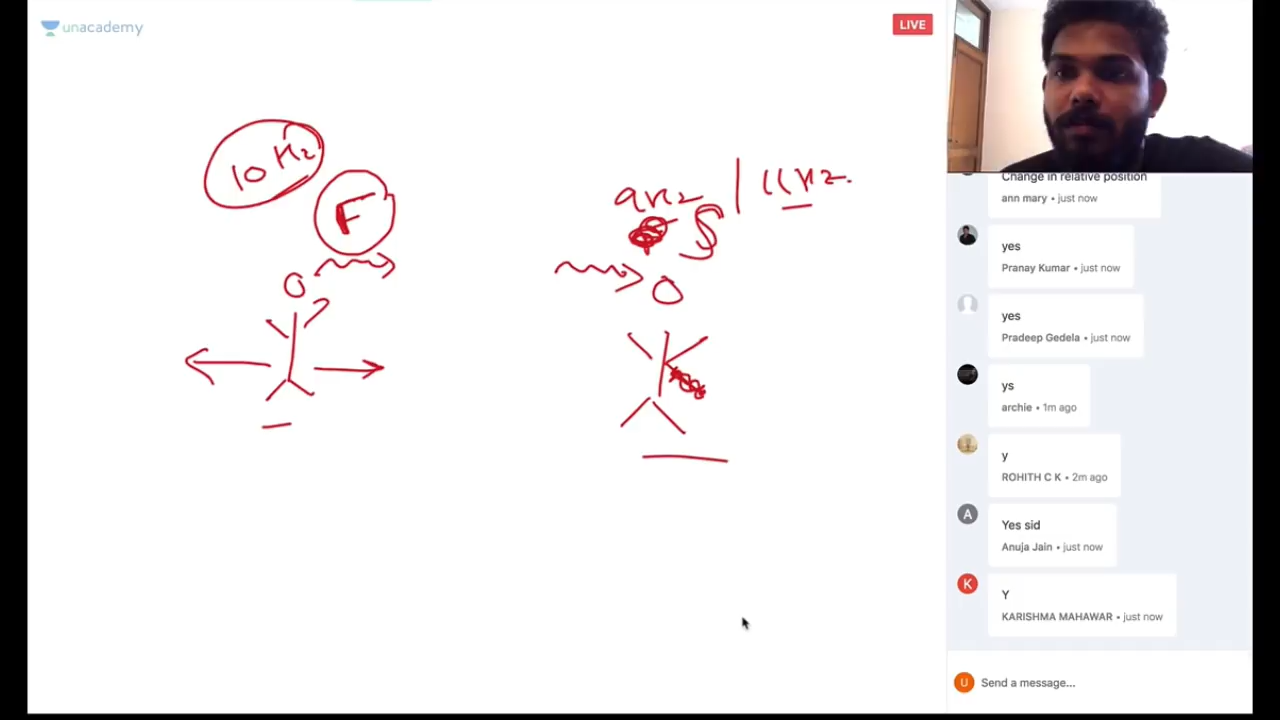 unacademy
LIVE
10 Hz
F
9Hz | 11Hz.
Change in relative position
ann mary • just now
yes
Pranay Kumar • just now
yes
Pradeep Gedela • just now
ys
archie • 1m ago
y
ROHITH C K • 2m ago
A
Yes sid
Anuja Jain • just now
K
Y
KARISHMA MAHAWAR • just now
U
Send a message...